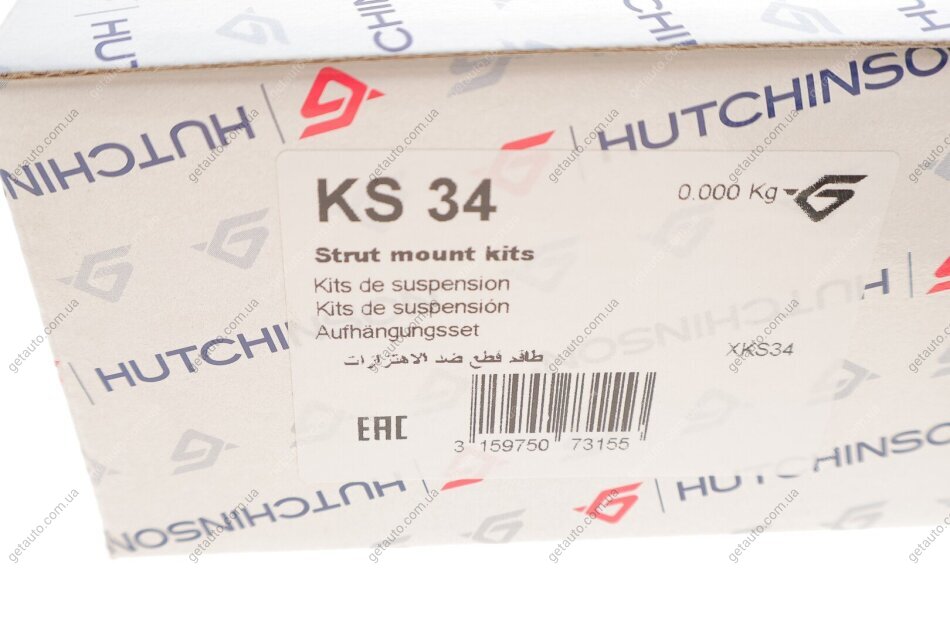 HUTCHINSON
HUTCHINSON
KS 34
0.000 Kg
Strut mount kits
Kits de suspension
Kits de suspensión
Aufhängungsset
طاقم قطع ضد الاهتزازات
XKS34
EAC
3 159750 73155
HUTCHINSON
HUTCHINSON
HUTCHINSON
getauto.com.ua